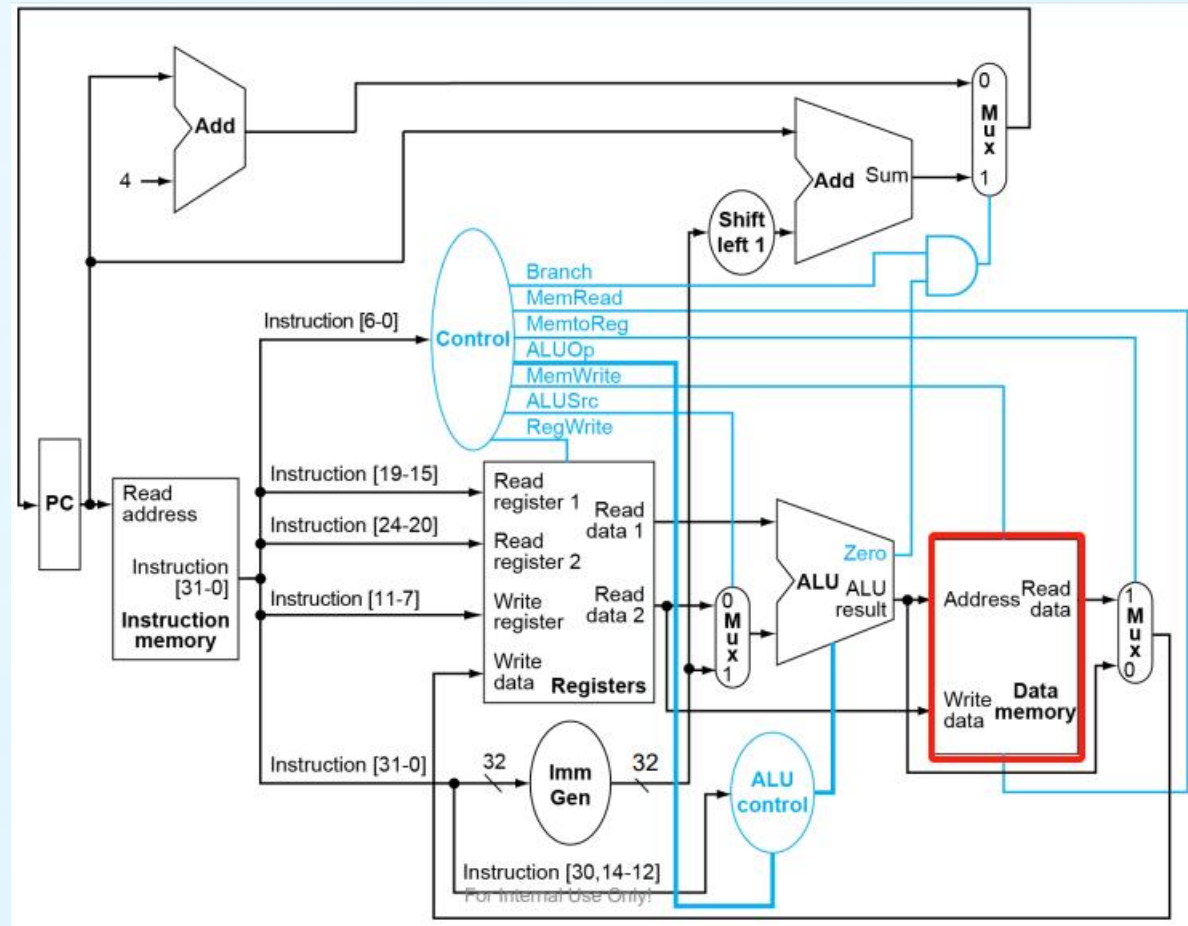 0
Mux
1
Add
4
Add
Sum
Shift
left 1
Branch
MemRead
MemtoReg
ALUOp
MemWrite
ALUSrc
RegWrite
Control
Instruction [6-0]
PC
Read
address
Instruction
[31-0]
Instruction
memory
Instruction [19-15]
Instruction [24-20]
Instruction [11-7]
Read
register 1
Read
register 2
Write
register
Write
data
Read
data 1
Read
data 2
Registers
0
Mux
1
Zero
ALU
ALU
result
Address
Read
data
Write
data
Data
memory
1
Mux
0
Instruction [31-0]
32
Imm
Gen
32
ALU
control
Instruction [30,14-12]
For Internal Use Only!